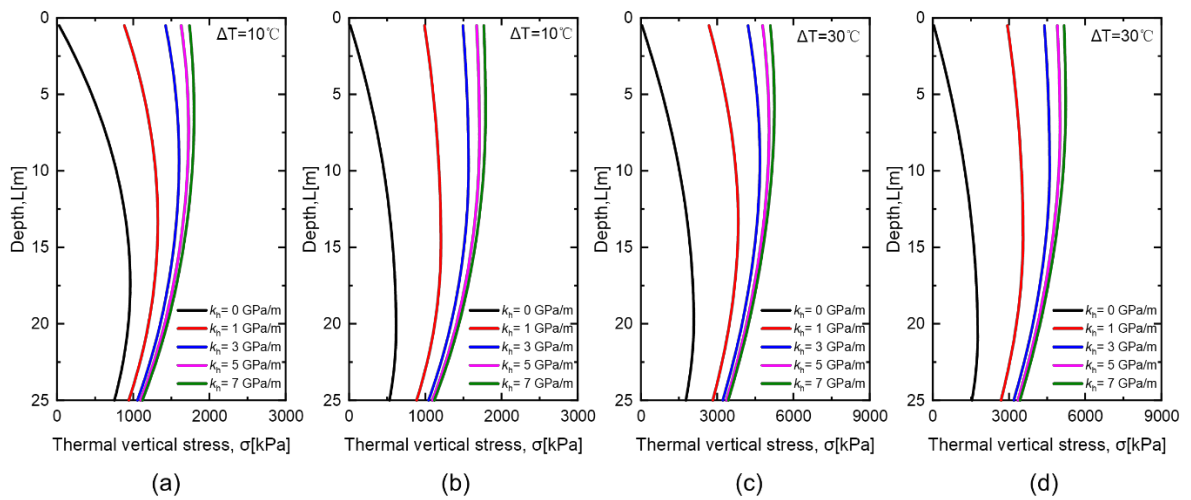 ΔT=10℃
0
5
10
15
20
25
0 1000 2000 3000
Depth,L[m]
Thermal vertical stress, σ[kPa]
kh= 0 GPa/m
kh= 1 GPa/m
kh= 3 GPa/m
kh= 5 GPa/m
kh= 7 GPa/m
(a)
ΔT=10℃
0
5
10
15
20
25
0 1000 2000 3000
Depth,L[m]
Thermal vertical stress, σ[kPa]
kh= 0 GPa/m
kh= 1 GPa/m
kh= 3 GPa/m
kh= 5 GPa/m
kh= 7 GPa/m
(b)
ΔT=30℃
0
5
10
15
20
25
0 3000 6000 9000
Depth,L[m]
Thermal vertical stress, σ[kPa]
kh= 0 GPa/m
kh= 1 GPa/m
kh= 3 GPa/m
kh= 5 GPa/m
kh= 7 GPa/m
(c)
ΔT=30℃
0
5
10
15
20
25
0 3000 6000 9000
Depth,L[m]
Thermal vertical stress, σ[kPa]
kh= 0 GPa/m
kh= 1 GPa/m
kh= 3 GPa/m
kh= 5 GPa/m
kh= 7 GPa/m
(d)